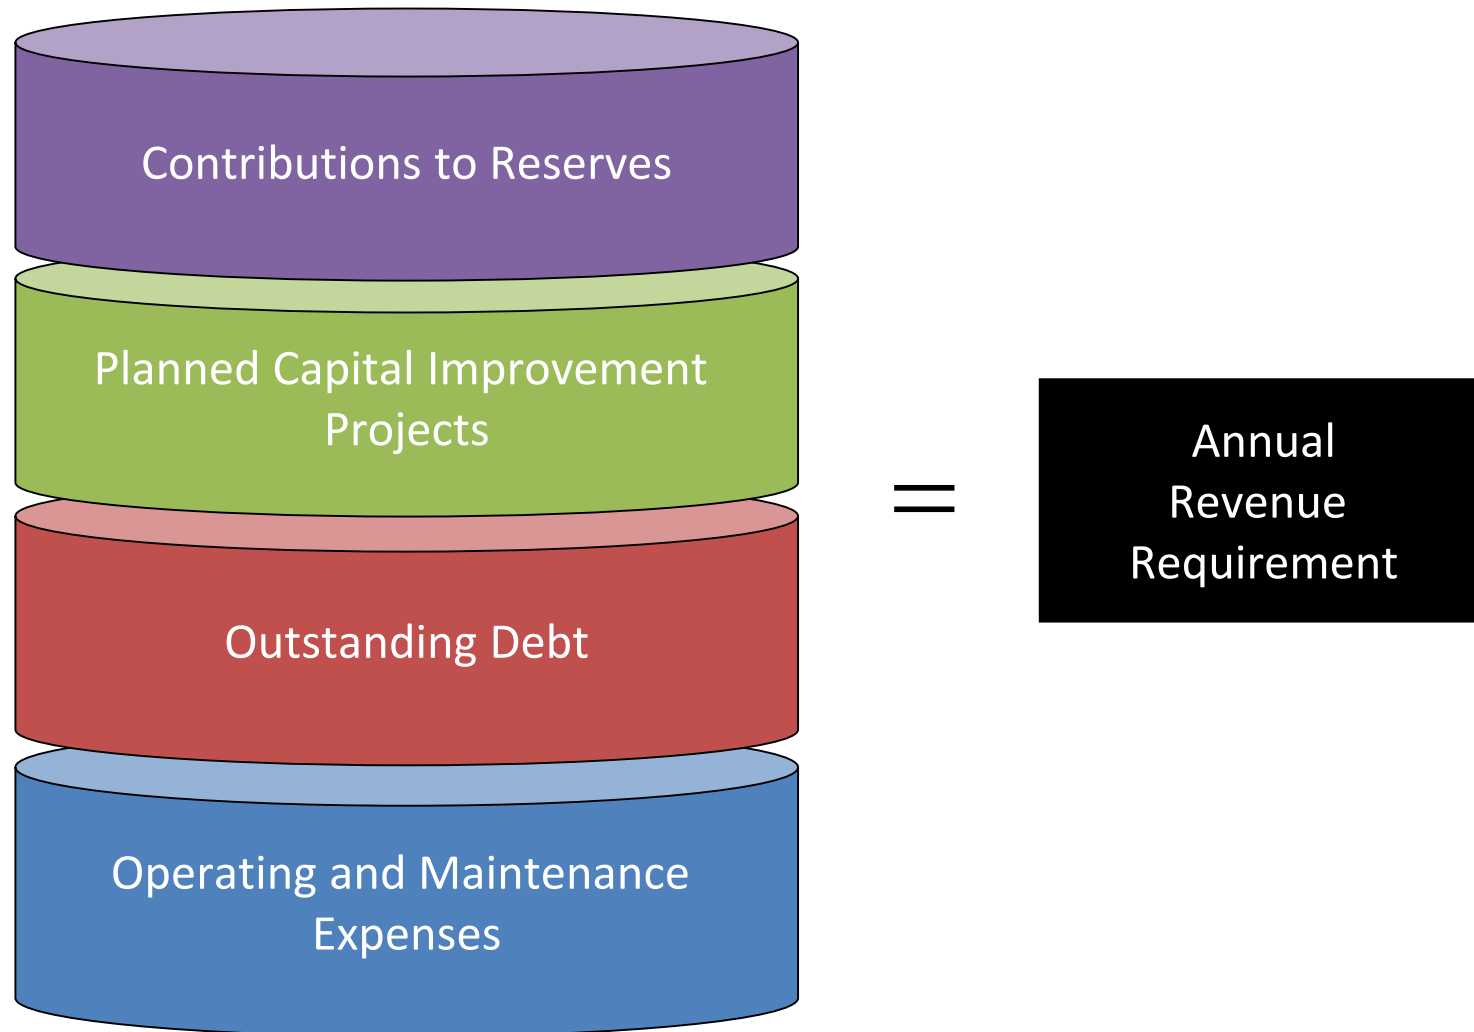 Contributions to Reserves
Planned Capital Improvement
Projects
Outstanding Debt
Operating and Maintenance
Expenses
=
Annual
Revenue
Requirement